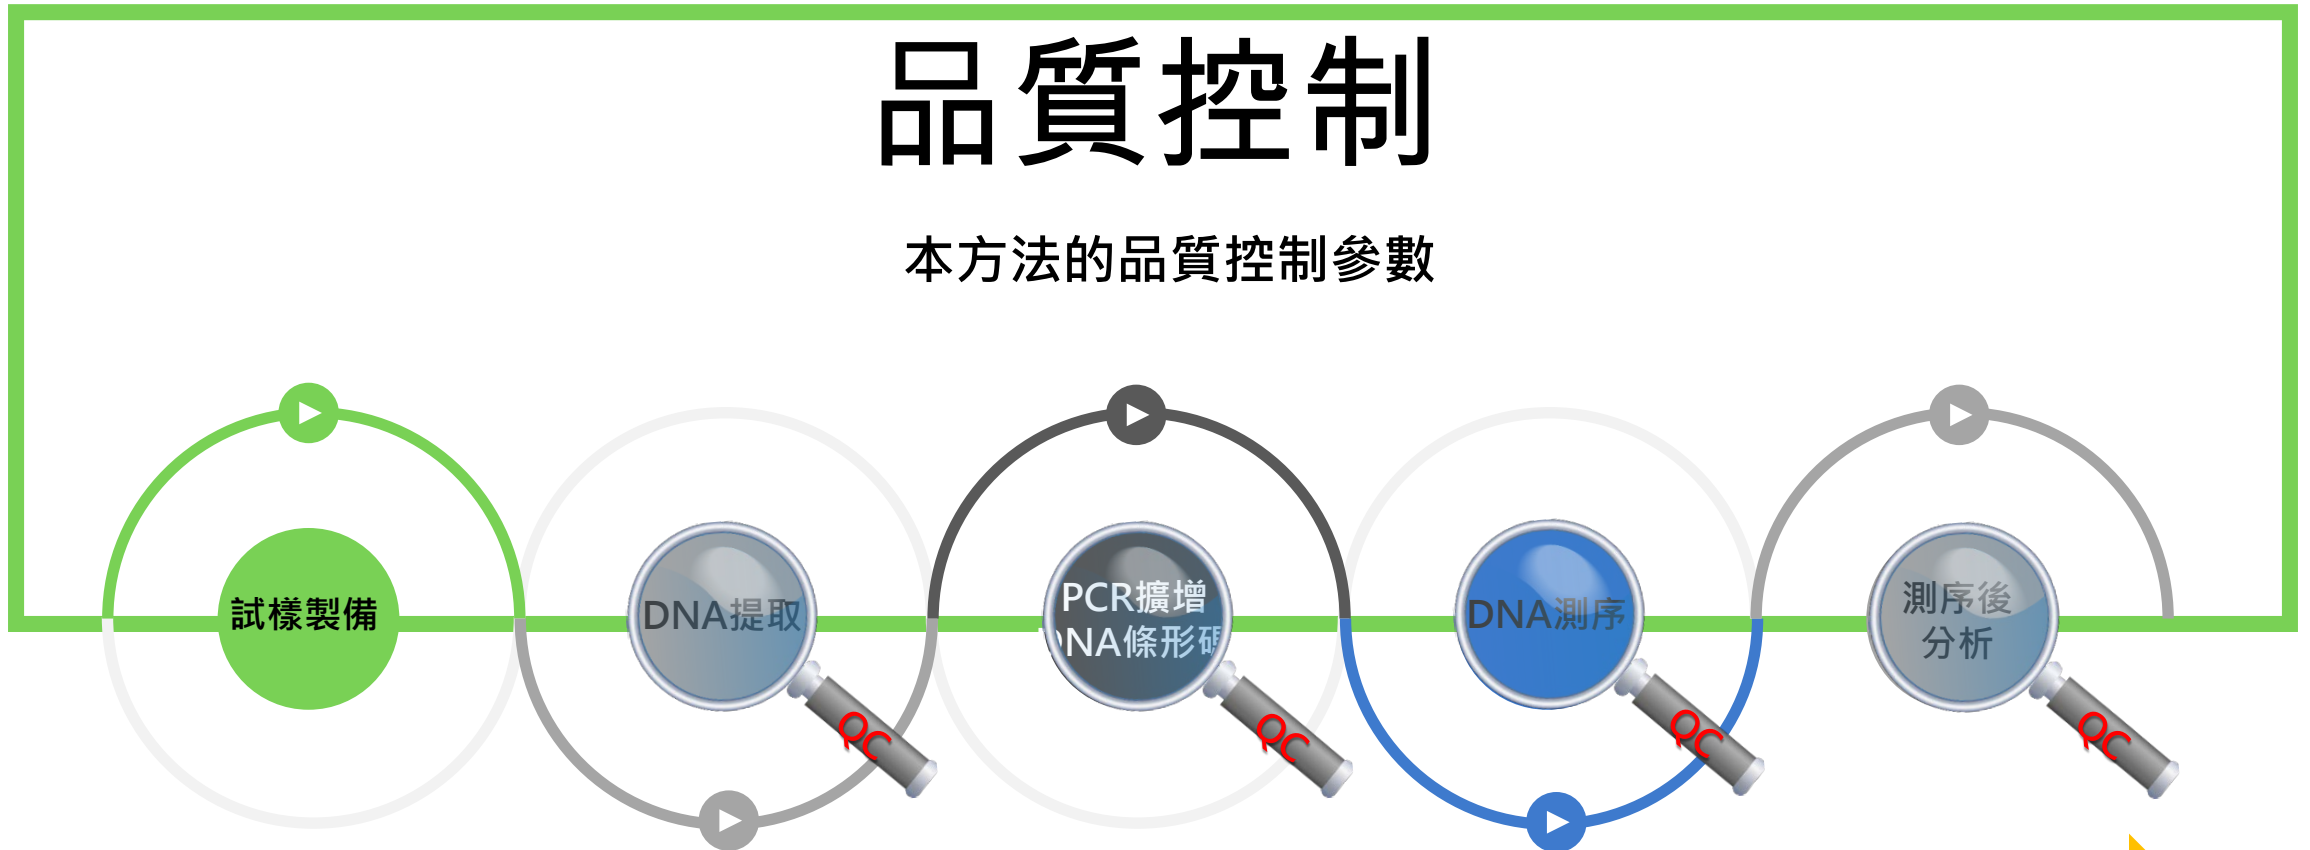 品質控制
本方法的品質控制參數
試樣製備
DNA提取
QC
PCR擴增
DNA條形碼
QC
DNA測序
QC
測序後
分析
QC